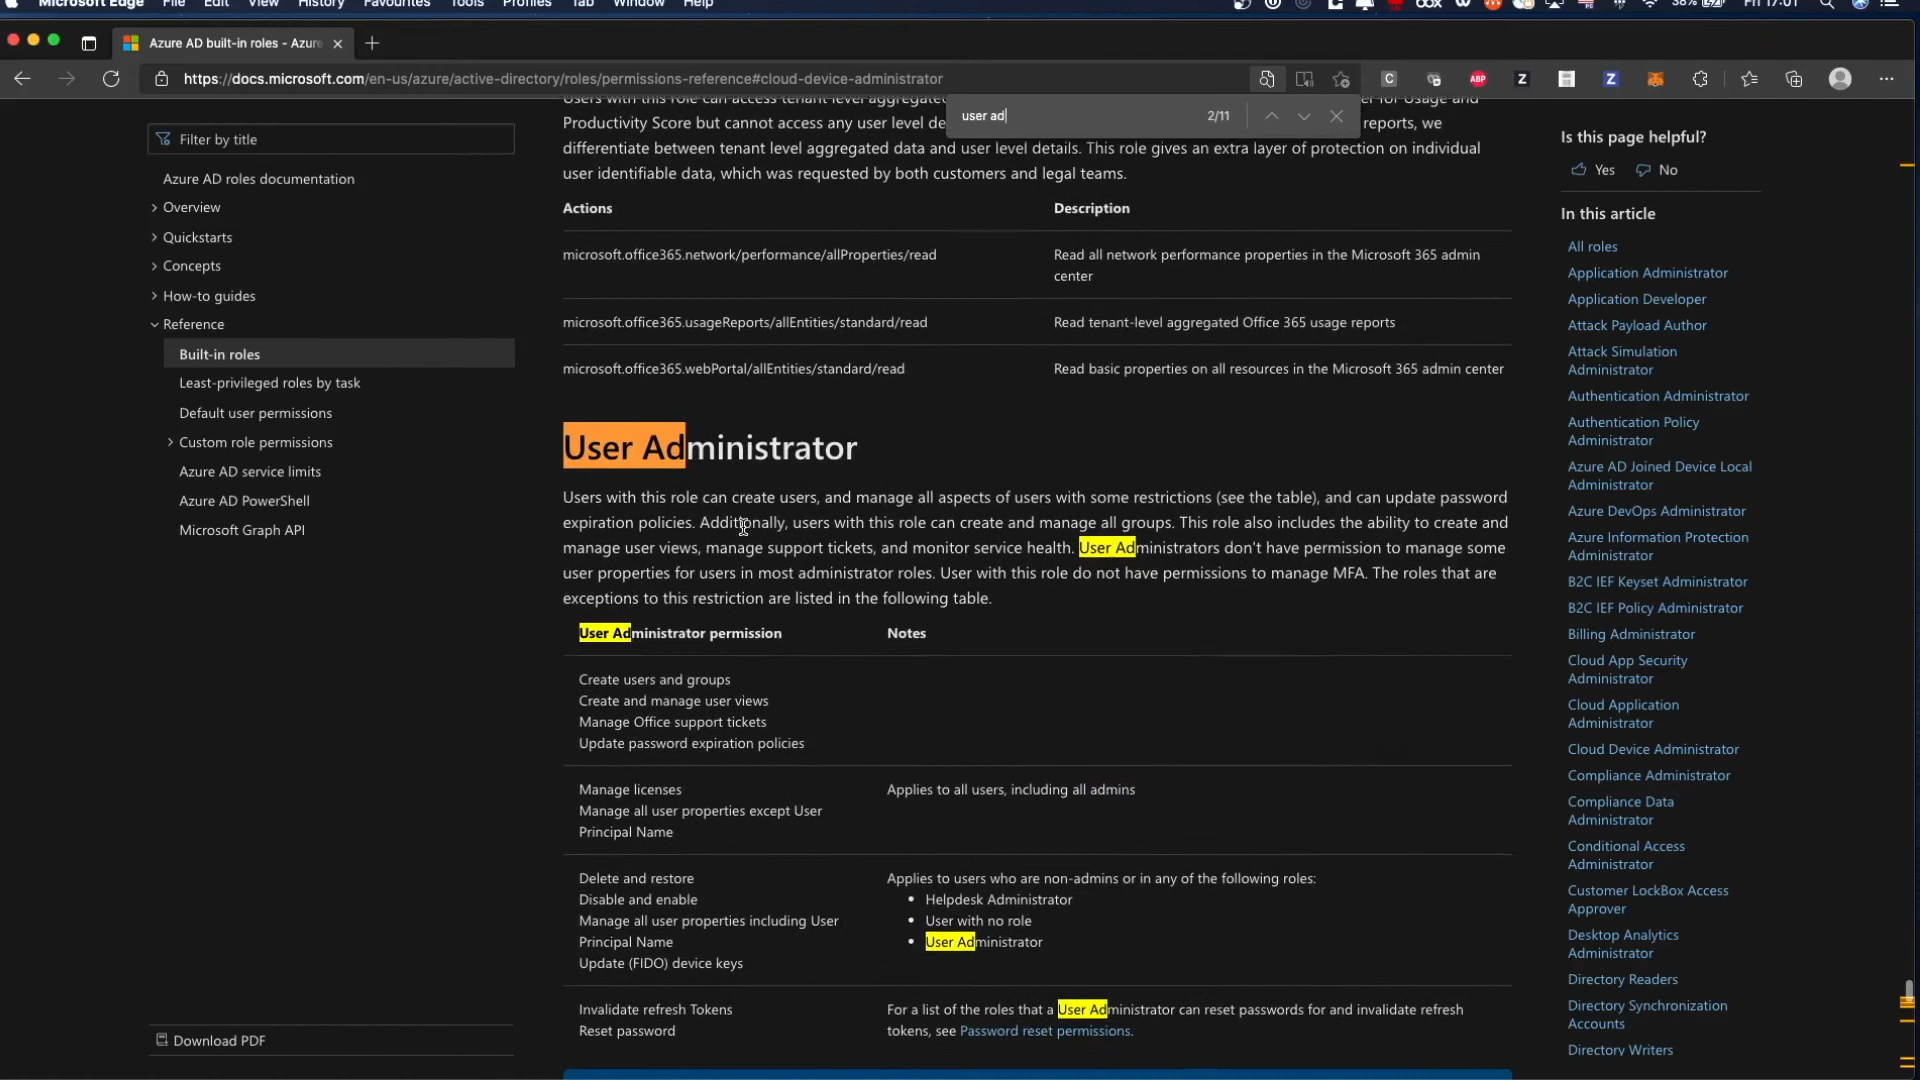 Microsoft Edge File Edit View History Favourites Tools Profiles Tab Window Help
38% Fri 17:01
Azure AD built-in roles - Azure
https://docs.microsoft.com/en-us/azure/active-directory/roles/permissions-reference#cloud-device-administrator
user ad 2/11
Filter by title
Azure AD roles documentation
Overview
Quickstarts
Concepts
How-to guides
Reference
Built-in roles
Least-privileged roles by task
Default user permissions
Custom role permissions
Azure AD service limits
Azure AD PowerShell
Microsoft Graph API
Download PDF
Users with this role can access tenant level aggregated for Usage and
Productivity Score but cannot access any user level de reports, we
differentiate between tenant level aggregated data and user level details. This role gives an extra layer of protection on individual
user identifiable data, which was requested by both customers and legal teams.
Actions Description
microsoft.office365.network/performance/allProperties/read Read all network performance properties in the Microsoft 365 admin
center
microsoft.office365.usageReports/allEntities/standard/read Read tenant-level aggregated Office 365 usage reports
microsoft.office365.webPortal/allEntities/standard/read Read basic properties on all resources in the Microsoft 365 admin center
User Administrator
Users with this role can create users, and manage all aspects of users with some restrictions (see the table), and can update password
expiration policies. Additionally, users with this role can create and manage all groups. This role also includes the ability to create and
manage user views, manage support tickets, and monitor service health. User Administrators don't have permission to manage some
user properties for users in most administrator roles. User with this role do not have permissions to manage MFA. The roles that are
exceptions to this restriction are listed in the following table.
User Administrator permission Notes
Create users and groups
Create and manage user views
Manage Office support tickets
Update password expiration policies
Manage licenses Applies to all users, including all admins
Manage all user properties except User
Principal Name
Delete and restore Applies to users who are non-admins or in any of the following roles:
Disable and enable • Helpdesk Administrator
Manage all user properties including User • User with no role
Principal Name • User Administrator
Update (FIDO) device keys
Invalidate refresh Tokens For a list of the roles that a User Administrator can reset passwords for and invalidate refresh
Reset password tokens, see Password reset permissions.
Is this page helpful?
Yes No
In this article
All roles
Application Administrator
Application Developer
Attack Payload Author
Attack Simulation
Administrator
Authentication Administrator
Authentication Policy
Administrator
Azure AD Joined Device Local
Administrator
Azure DevOps Administrator
Azure Information Protection
Administrator
B2C IEF Keyset Administrator
B2C IEF Policy Administrator
Billing Administrator
Cloud App Security
Administrator
Cloud Application
Administrator
Cloud Device Administrator
Compliance Administrator
Compliance Data
Administrator
Conditional Access
Administrator
Customer LockBox Access
Approver
Desktop Analytics
Administrator
Directory Readers
Directory Synchronization
Accounts
Directory Writers